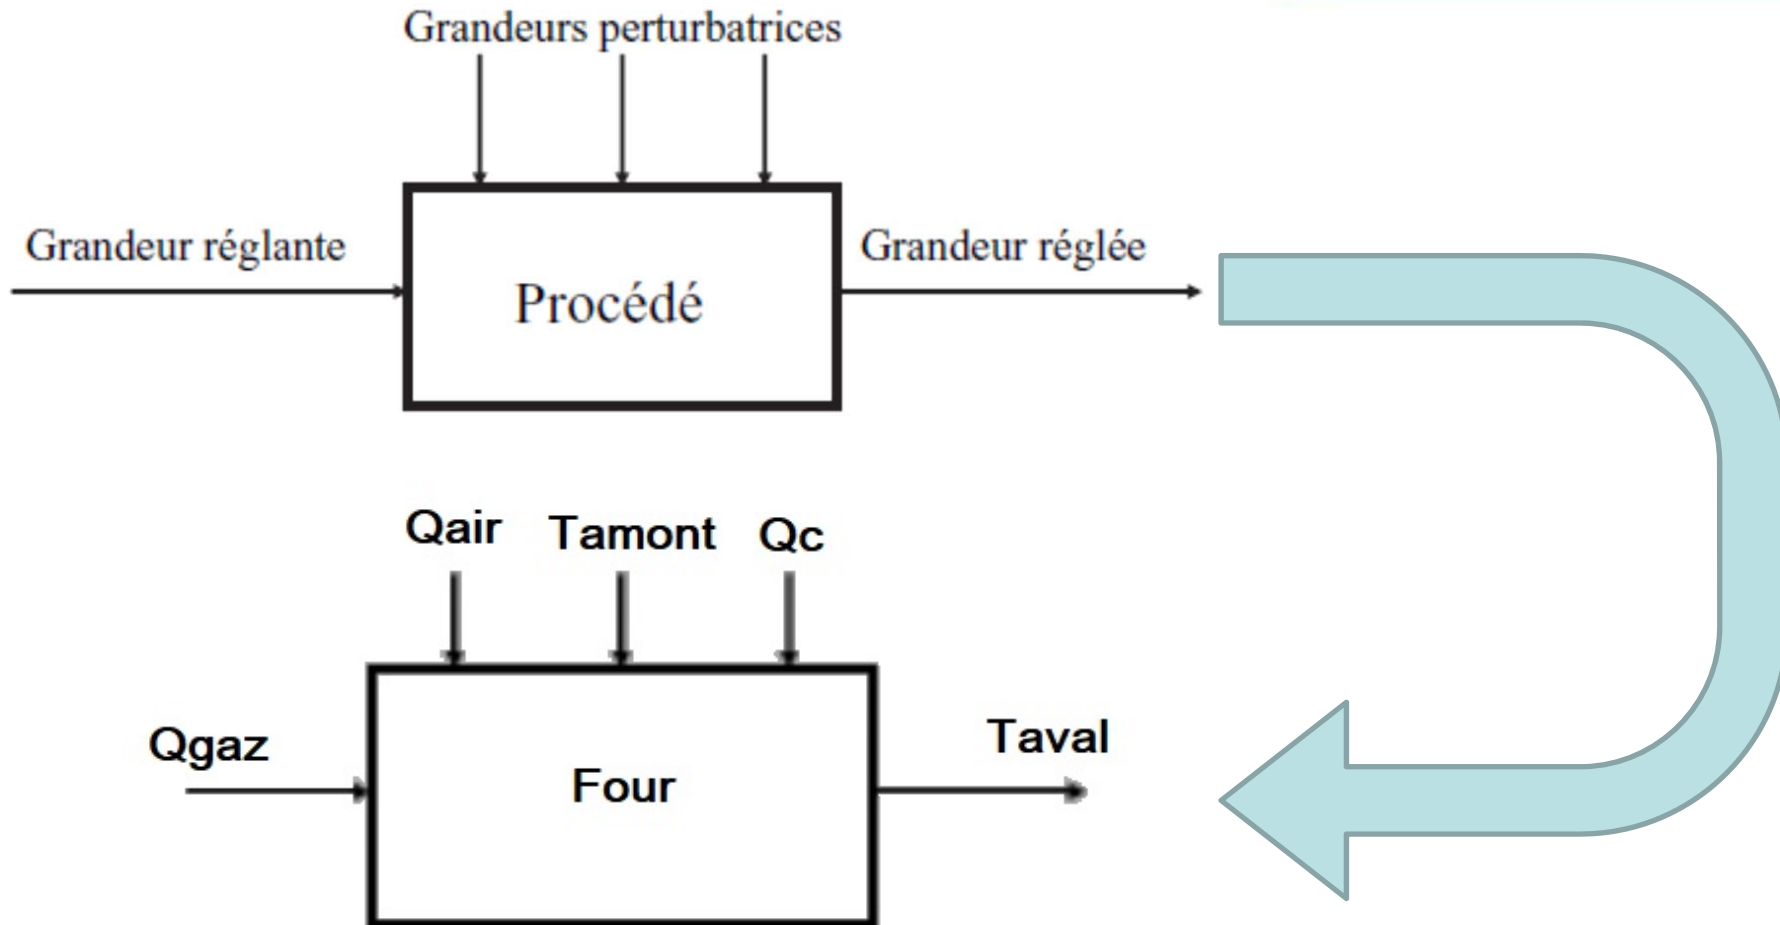 Grandeurs perturbatrices
Grandeur réglante
Grandeur réglée
Procédé
Qair Tamont Qc
Qgaz
Taval
Four